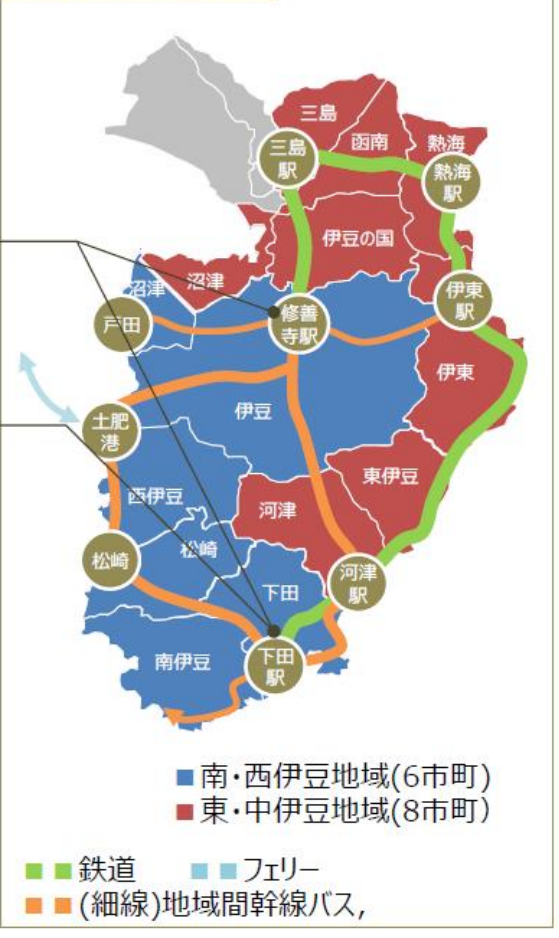 三島
函南
熱海
三島
駅
熱海
駅
伊豆の国
沼津
沼津
伊東
駅
戸田
修善
寺駅
伊東
土肥
港
伊豆
東伊豆
西伊豆
河津
松崎
松崎
下田
河津
駅
南伊豆
下田
駅
■南・西伊豆地域(6市町)
■東・中伊豆地域(8市町)
■■鉄道 ■■フェリー
■■(細線)地域間幹線バス,